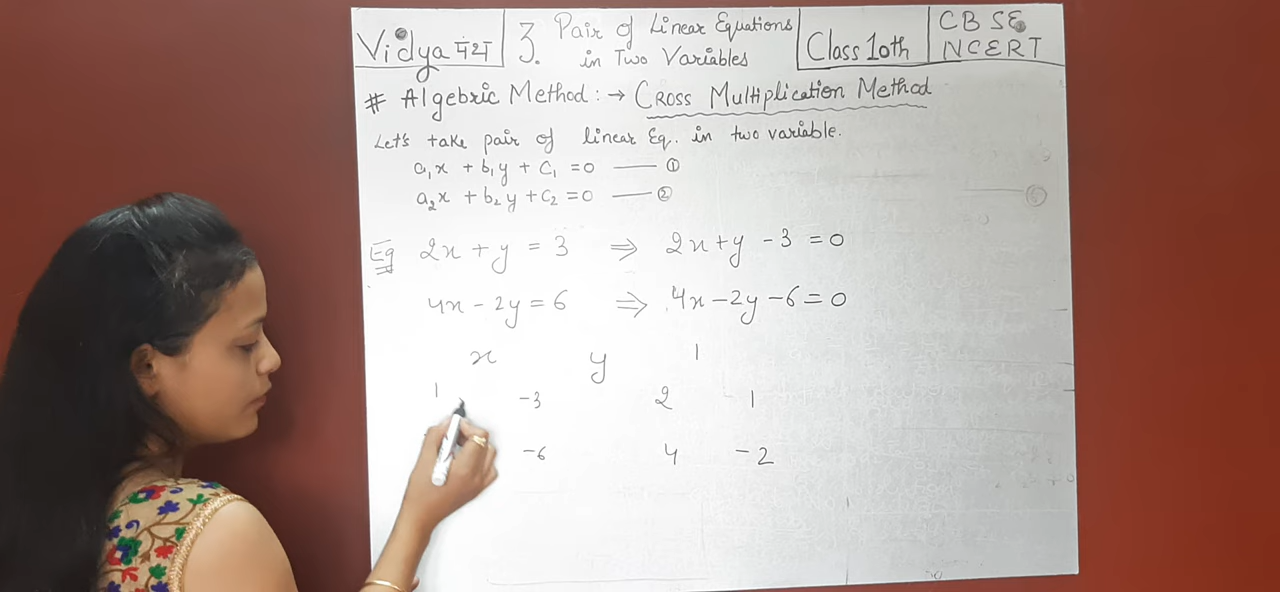 Vidya पथ
3. Pair of Linear Equations
in Two Variables
Class 10th
CBSE
NCERT
# Algebric Method : → CROSS Multiplication Method
Let's take pair of linear Eq. in two variable.
a₁x + b₁y + C₁ = 0 —— ①
a₂x + b₂y + C₂ = 0 —— ②
Eg 2x + y = 3 ⇒ 2x + y - 3 = 0
4x - 2y = 6 ⇒ 4x - 2y - 6 = 0
x y 1
1 -3 2 1
-6 4 -2